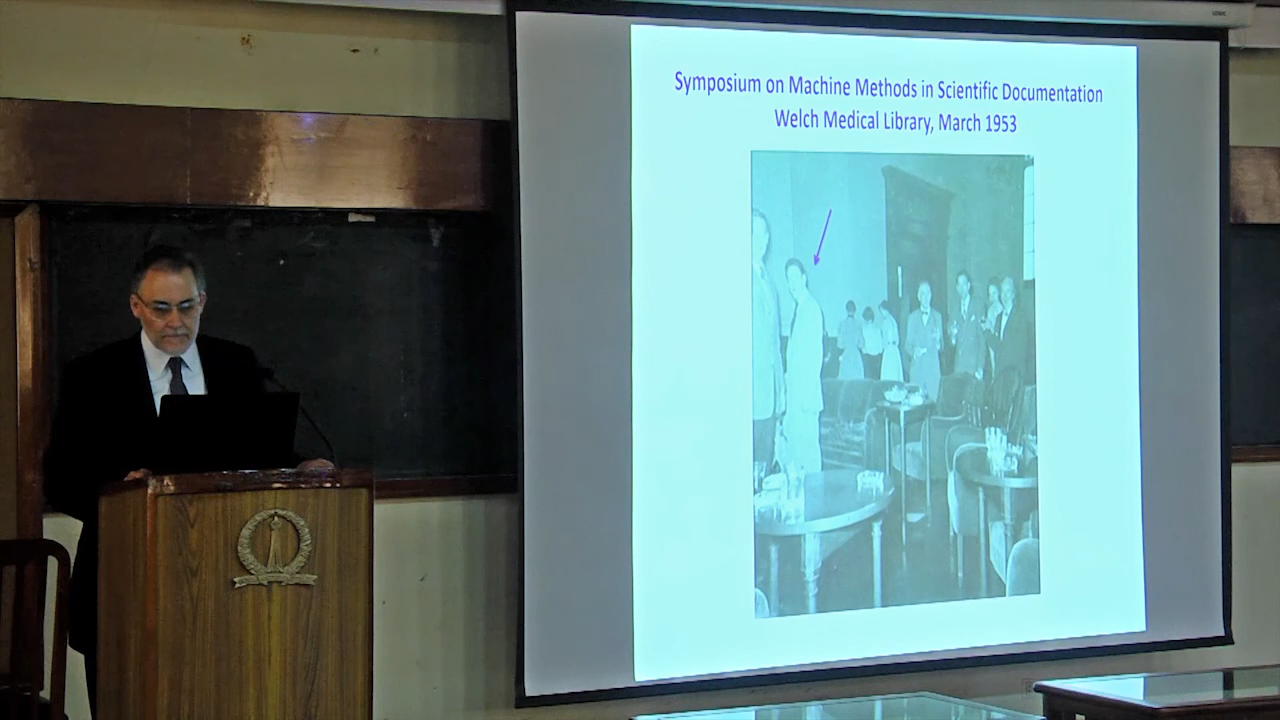 Symposium on Machine Methods in Scientific Documentation
Welch Medical Library, March 1953